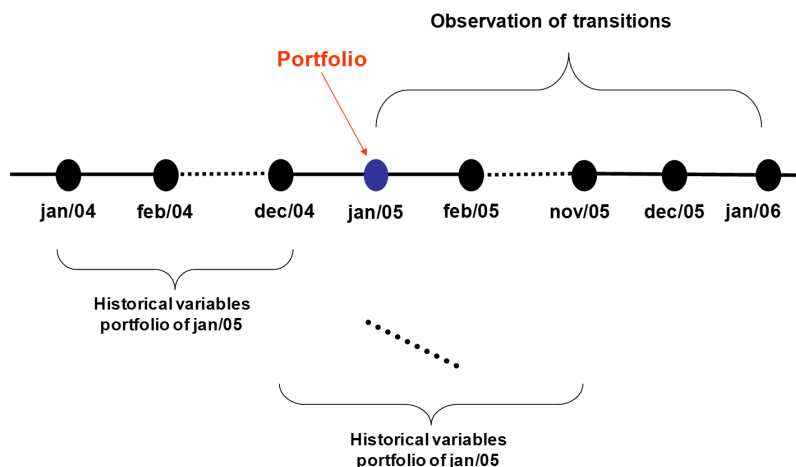 Observation of transitions
Portfolio
jan/04 feb/04 dec/04 jan/05 feb/05 nov/05 dec/05 jan/06
Historical variables
portfolio of jan/05
Historical variables
portfolio of jan/05